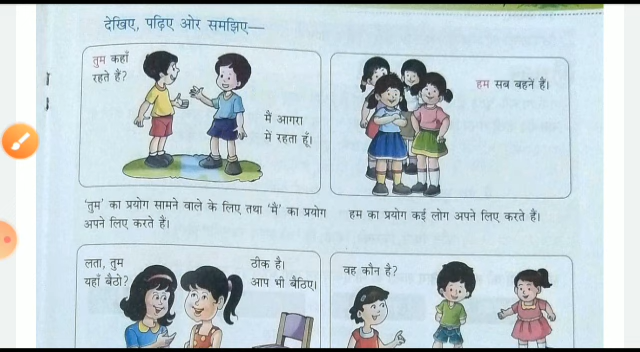 देखिए, पढ़िए ओर समझिए—
तुम कहाँ
रहते हैं?
मैं आगरा
में रहता हूँ।
हम सब बहनें हैं।
'तुम' का प्रयोग सामने वाले के लिए तथा 'मैं' का प्रयोग
अपने लिए करते हैं।
हम का प्रयोग कई लोग अपने लिए करते हैं।
लता, तुम
यहाँ बैठो?
ठीक है।
आप भी बैठिए।
वह कौन है?